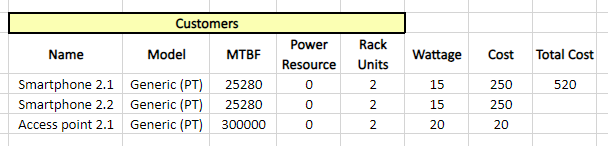 Customers
Name Model MTBF Power Resource Rack Units Wattage Cost Total Cost
Smartphone 2.1 Generic (PT) 25280 0 2 15 250 520
Smartphone 2.2 Generic (PT) 25280 0 2 15 250
Access point 2.1 Generic (PT) 300000 0 2 20 20